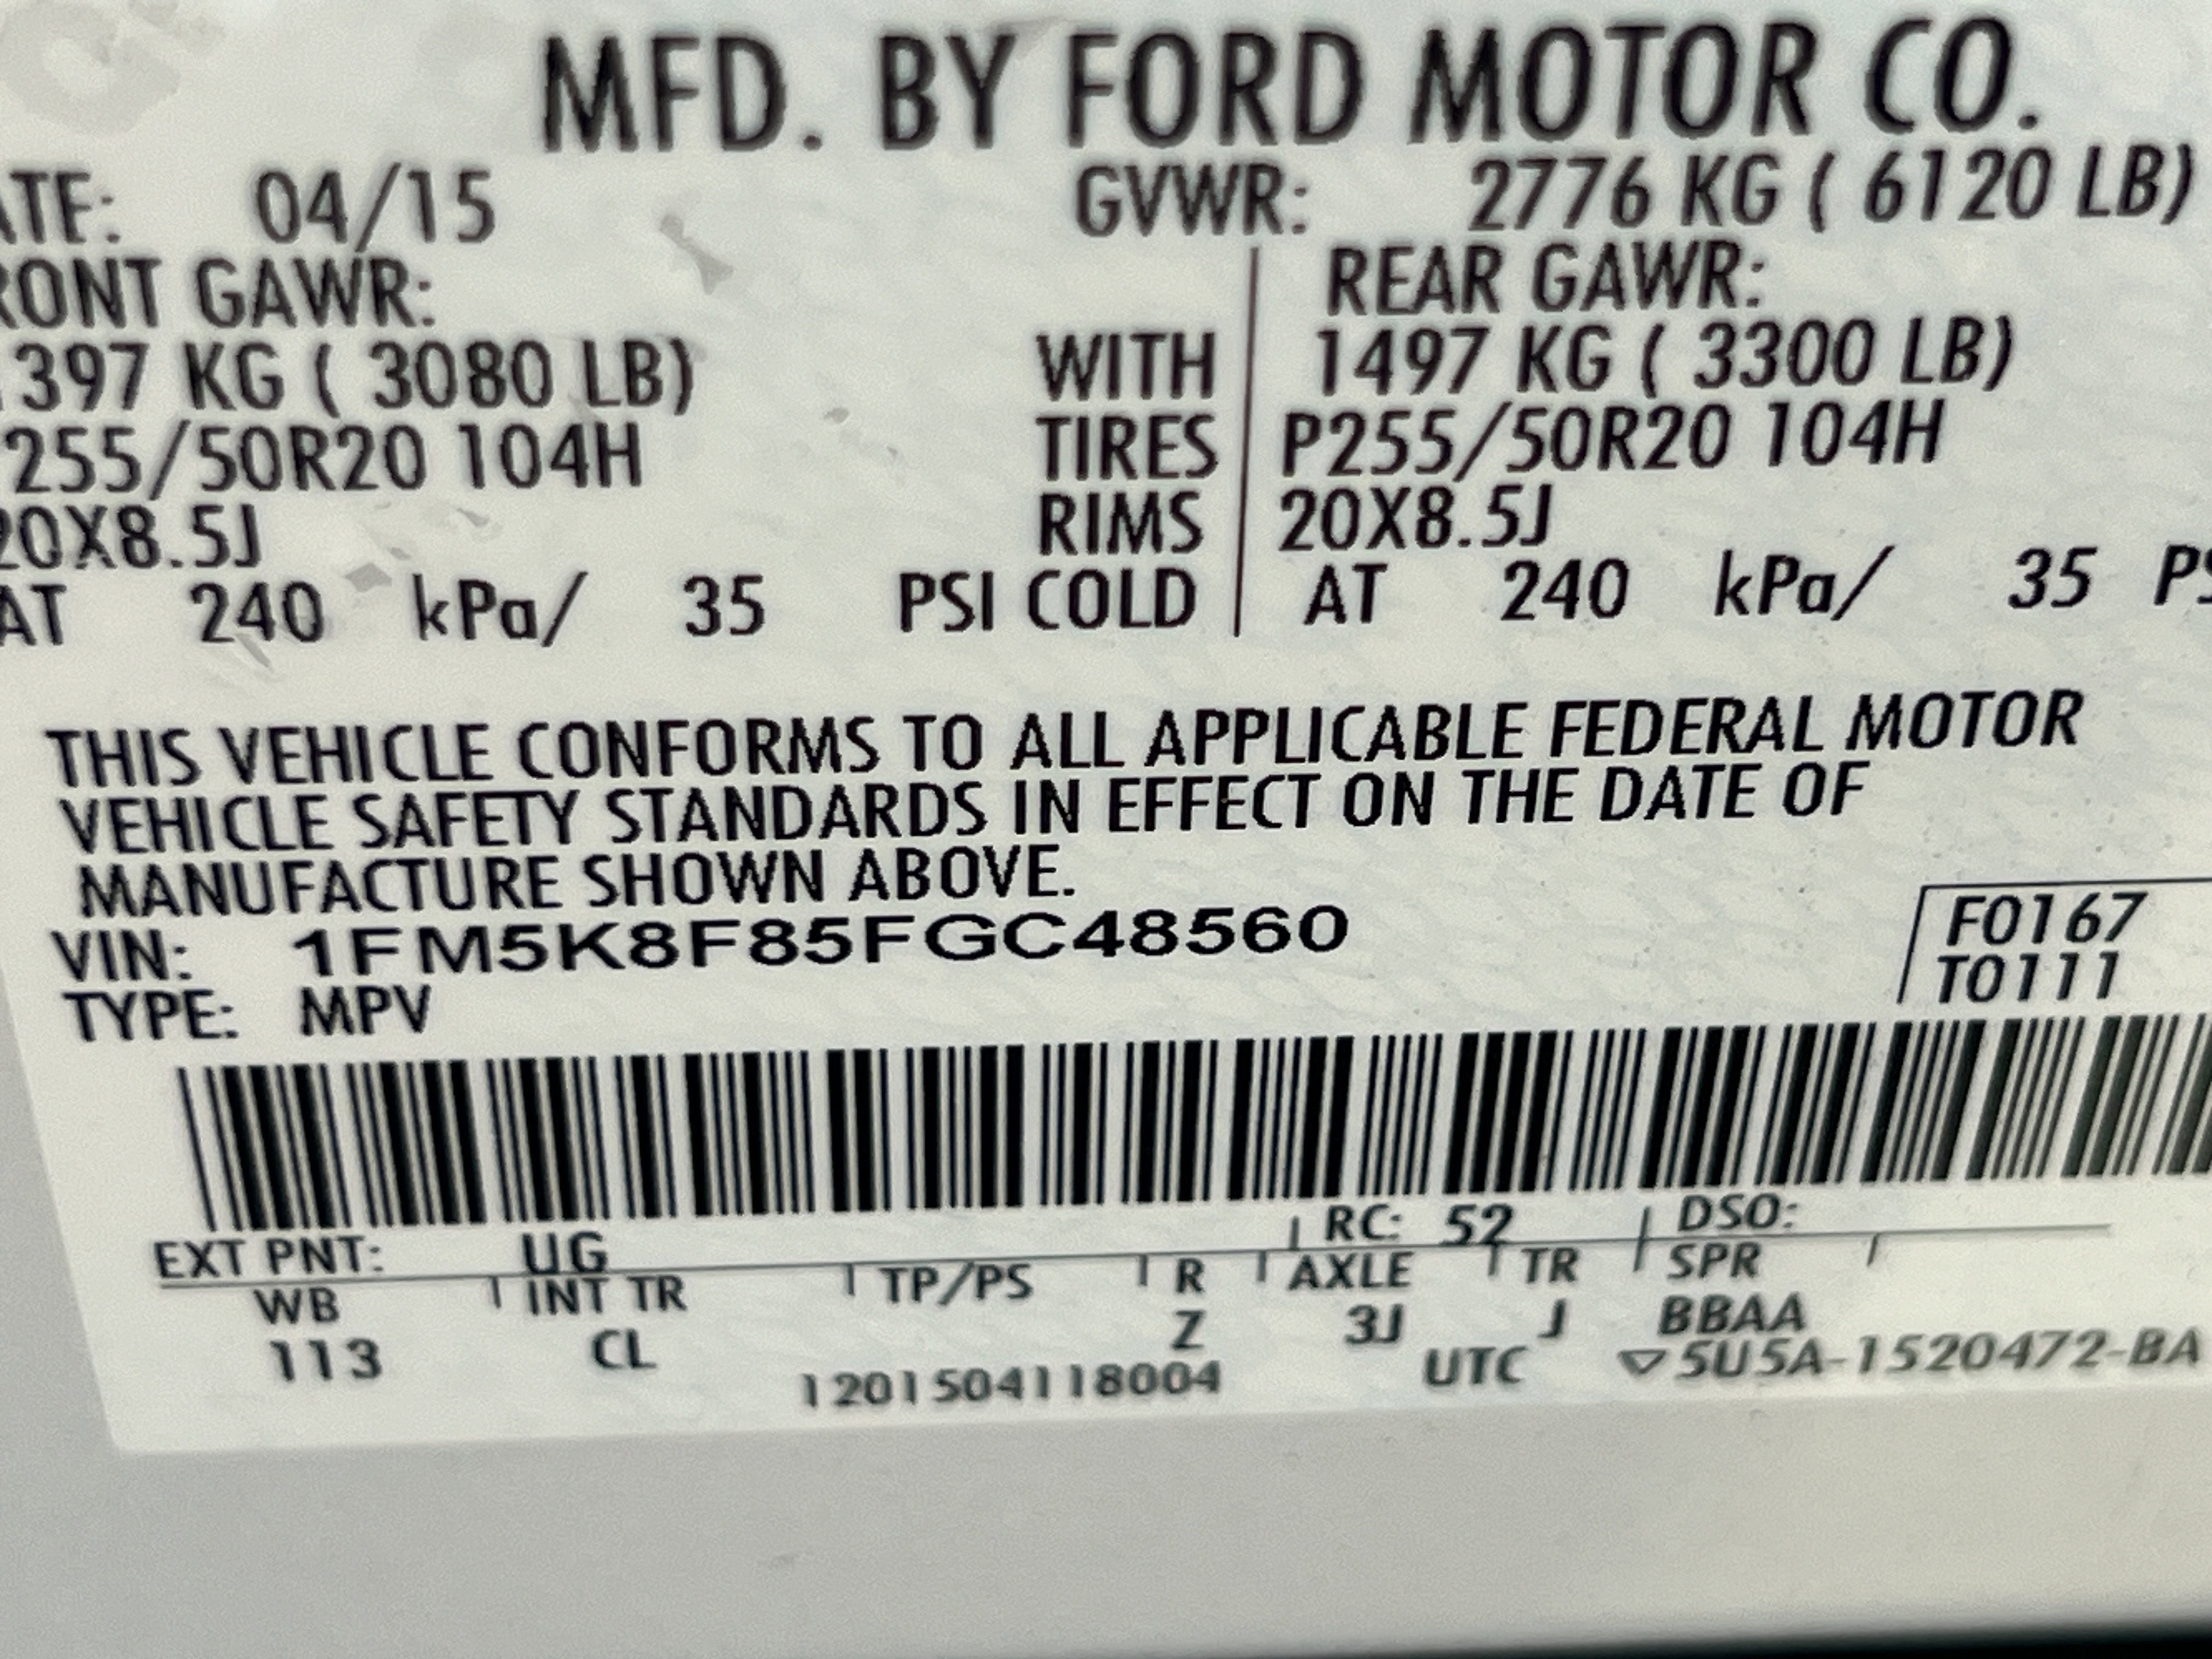 MFD. BY FORD MOTOR CO.
ATE: 04/15 GVWR: 2776 KG ( 6120 LB)
RONT GAWR: REAR GAWR:
1397 KG ( 3080 LB) WITH 1497 KG ( 3300 LB)
255/50R20 104H TIRES P255/50R20 104H
20X8.5J RIMS 20X8.5J
AT 240 kPa/ 35 PSI COLD AT 240 kPa/ 35 PS
THIS VEHICLE CONFORMS TO ALL APPLICABLE FEDERAL MOTOR
VEHICLE SAFETY STANDARDS IN EFFECT ON THE DATE OF
MANUFACTURE SHOWN ABOVE.
VIN: 1FM5K8F85FGC48560 F0167
TYPE: MPV T0111
EXT PNT: UG RC: 52 DSO:
WB INT TR TP/PS R AXLE TR SPR
113 CL Z 3J J BBAA
1201504118004 UTC ▽5U5A-1520472-BA